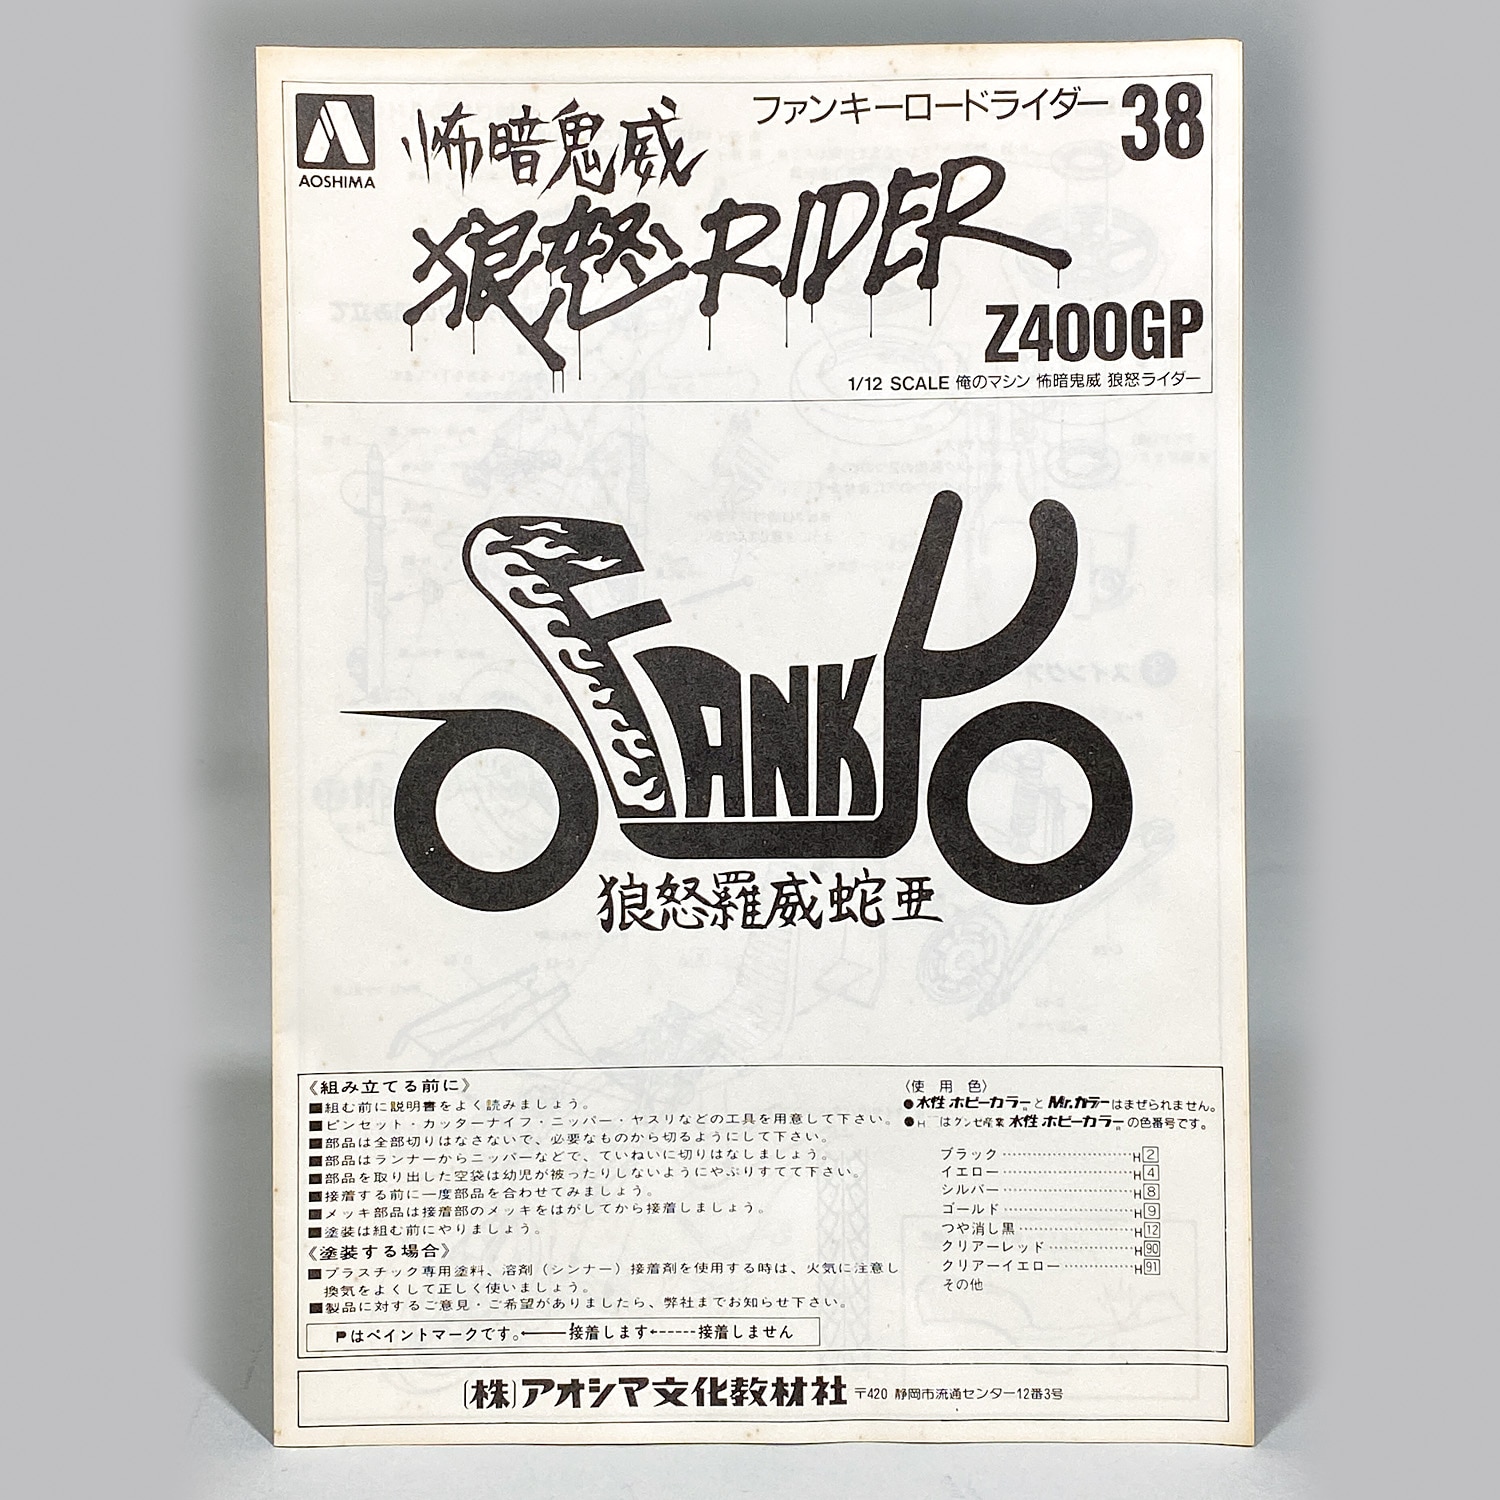 AOSHIMA
ファンキーロードライダー 38
怖暗鬼威
狼怒RIDER
Z400GP
1/12 SCALE 俺のマシン 怖暗鬼威 狼怒ライダー
FANKY
狼怒羅威蛇亜
《組み立てる前に》
■組む前に説明書をよく読みましょう。
■ピンセット・カッターナイフ・ニッパー・ヤスリなどの工具を用意して下さい。
■部品は全部切りはなさないで、必要なものから切るようにして下さい。
■部品はランナーからニッパーなどで、ていねいに切りはなしましょう。
■部品を取り出した空袋は幼児が被ったりしないようにやぶりすてて下さい。
■接着する前に一度部品を合わせてみましょう。
■メッキ部品は接着部のメッキをはがしてから接着しましょう。
■塗装は組む前にやりましょう。
《塗装する場合》
■プラスチック専用塗料、溶剤（シンナー）接着剤を使用する時は、火気に注意し
換気をよくして正しく使いましょう。
■製品に対するご意見・ご希望がありましたら、弊社までお知らせ下さい。
Pはペイントマークです。←――接着します←-----接着しません
〈使用色〉
●水性ホビーカラーとMr.カラーはまぜられません。
●H□はグンゼ産業水性ホビーカラーの色番号です。
ブラック……………H2
イエロー……………H4
シルバー……………H8
ゴールド……………H9
つや消し黒…………H12
クリアーレッド………H90
クリアーイエロー……H91
その他
(株)アオシマ文化教材社 〒420 静岡市流通センター12番3号